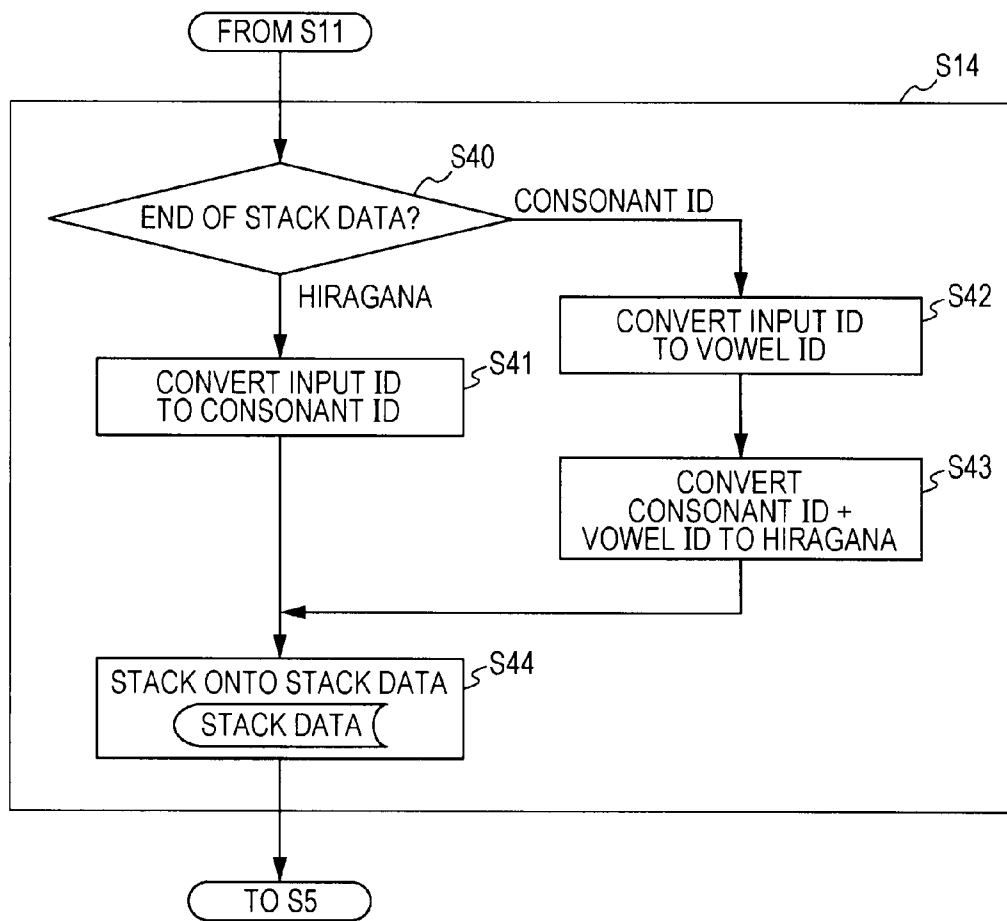 FROM S11
S14
S40
END OF STACK DATA?
CONSONANT ID
HIRAGANA
S42
CONVERT INPUT ID
TO VOWEL ID
S41
CONVERT INPUT ID
TO CONSONANT ID
S43
CONVERT
CONSONANT ID +
VOWEL ID TO HIRAGANA
S44
STACK ONTO STACK DATA
STACK DATA
TO S5